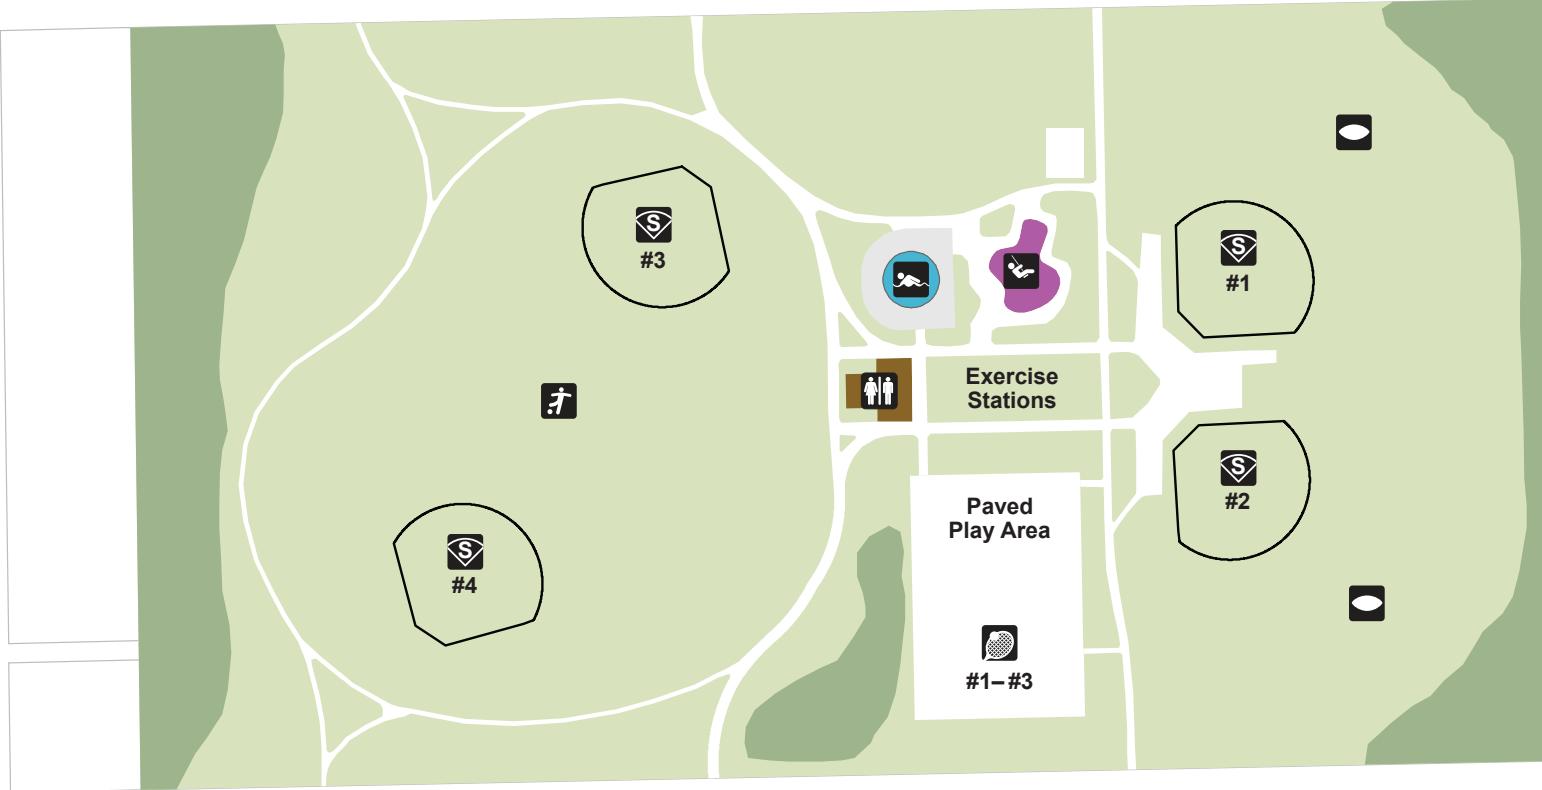 S
#3
S
#1
Exercise
Stations
S
#2
Paved
Play Area
S
#4
#1–#3